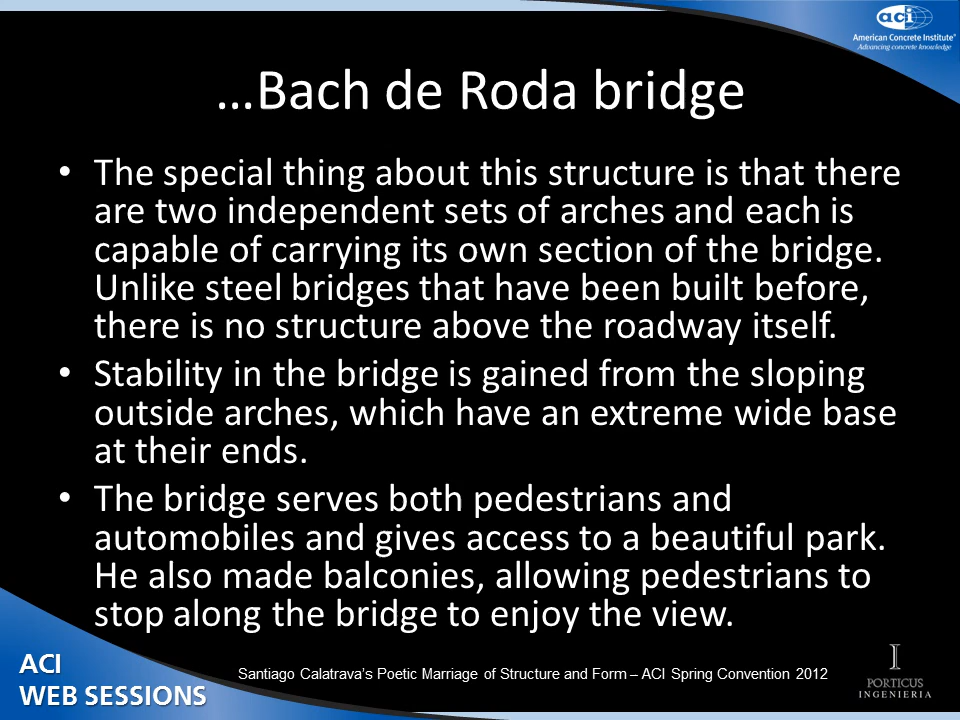 aci
American Concrete Institute®
Advancing concrete knowledge
...Bach de Roda bridge
• The special thing about this structure is that there
are two independent sets of arches and each is
capable of carrying its own section of the bridge.
Unlike steel bridges that have been built before,
there is no structure above the roadway itself.
• Stability in the bridge is gained from the sloping
outside arches, which have an extreme wide base
at their ends.
• The bridge serves both pedestrians and
automobiles and gives access to a beautiful park.
He also made balconies, allowing pedestrians to
stop along the bridge to enjoy the view.
ACI
WEB SESSIONS
Santiago Calatrava's Poetic Marriage of Structure and Form – ACI Spring Convention 2012
PORTICUS
INGENIERIA